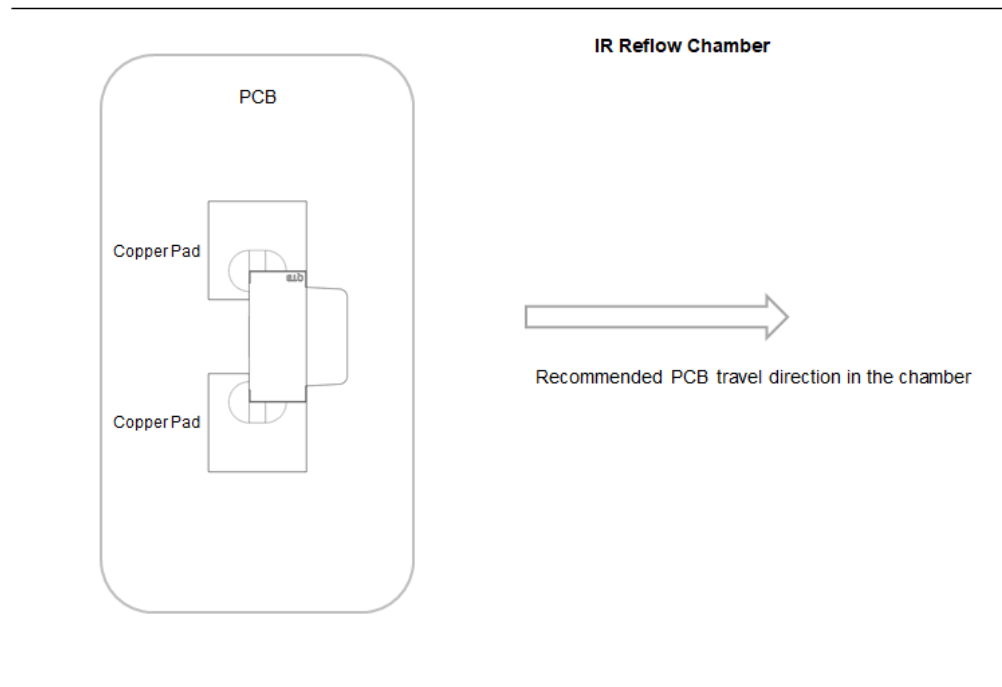 IR Reflow Chamber
PCB
Copper Pad
Recommended PCB travel direction in the chamber
Copper Pad